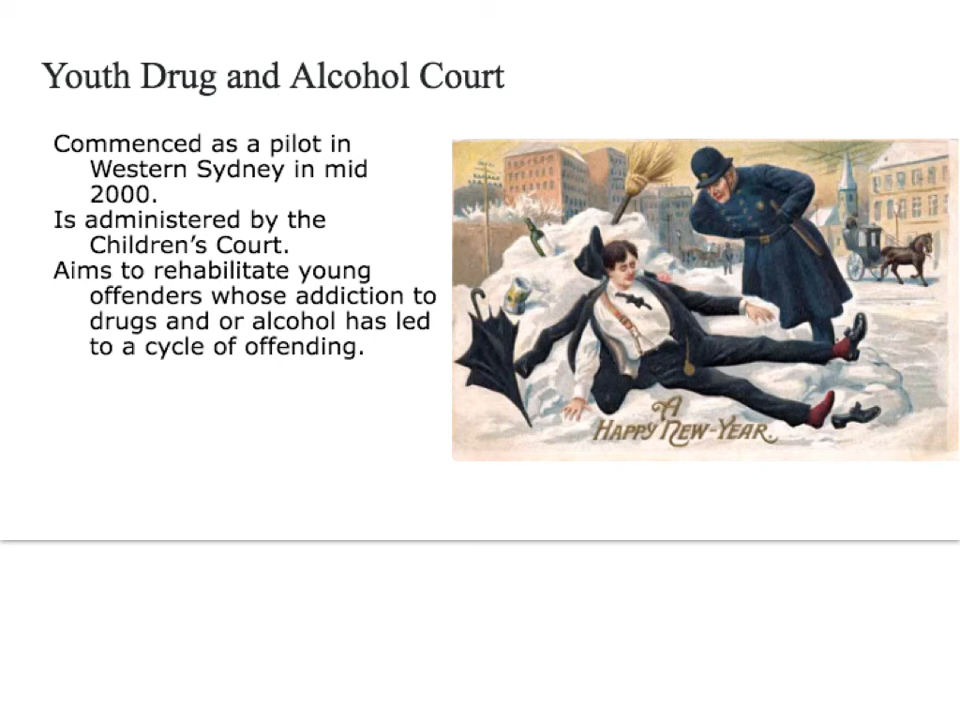 Youth Drug and Alcohol Court
Commenced as a pilot in
Western Sydney in mid
2000.
Is administered by the
Children’s Court.
Aims to rehabilitate young
offenders whose addiction to
drugs and or alcohol has led
to a cycle of offending.
A
HAPPY NEW-YEAR.